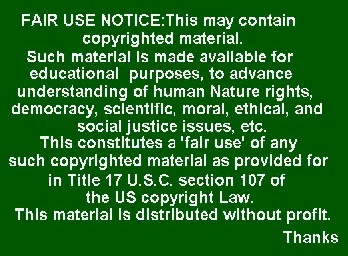 FAIR USE NOTICE:This may contain
copyrighted material.
Such material is made available for
educational purposes, to advance
understanding of human Nature rights,
democracy, scientific, moral, ethical, and
social justice issues, etc.
This constitutes a 'fair use' of any
such copyrighted material as provided for
in Title 17 U.S.C. section 107 of
the US copyright Law.
This material is distributed without profit.
Thanks